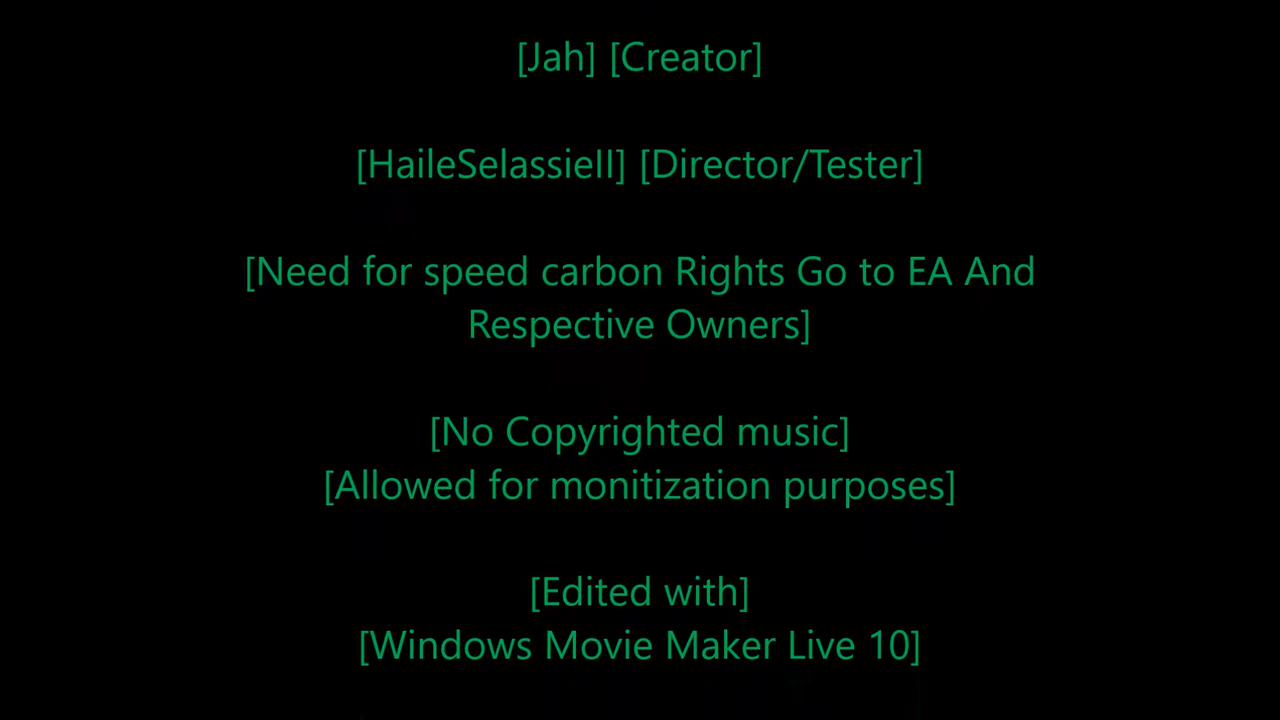 [Jah] [Creator]
[HaileSelassieII] [Director/Tester]
[Need for speed carbon Rights Go to EA And
Respective Owners]
[No Copyrighted music]
[Allowed for monitization purposes]
[Edited with]
[Windows Movie Maker Live 10]